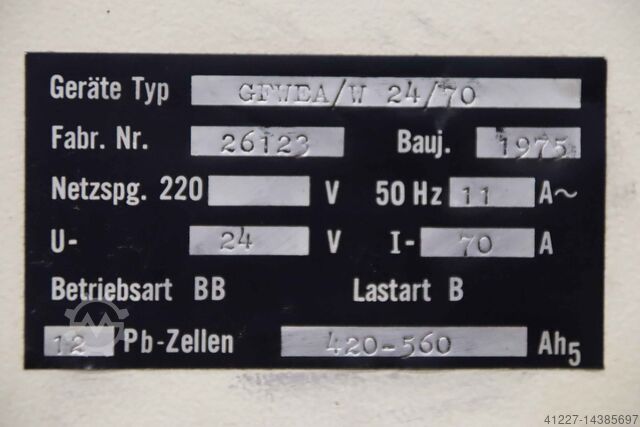 Geräte Typ GFWEA/W 24/70
Fabr. Nr. 26123 Bauj. 1975
Netzspg. 220 V 50 Hz 11 A~
U- 24 V I- 70 A
Betriebsart BB Lastart B
12 Pb-Zellen 420-560 Ah5
41227-14385697